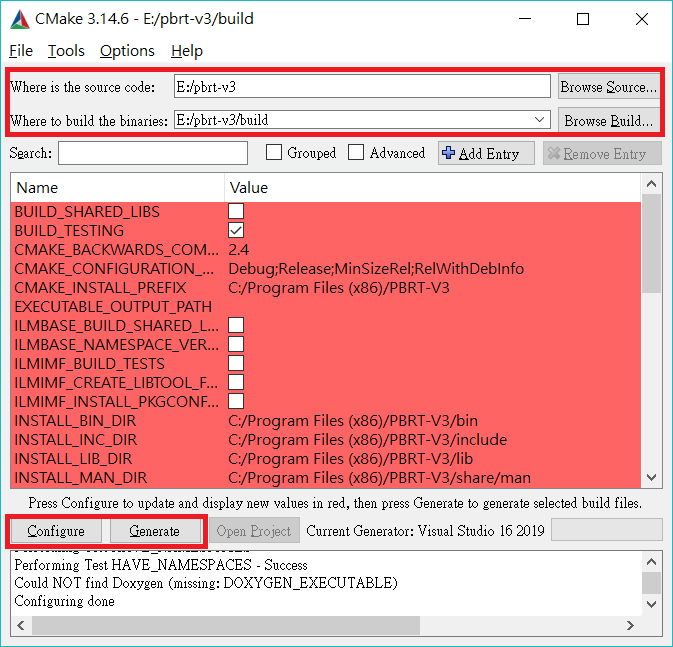 CMake 3.14.6 - E:/pbrt-v3/build
File Tools Options Help
Where is the source code: E:/pbrt-v3 Browse Source...
Where to build the binaries: E:/pbrt-v3/build Browse Build...
Search: Grouped Advanced Add Entry Remove Entry
Name Value
BUILD_SHARED_LIBS
BUILD_TESTING
CMAKE_BACKWARDS_COM... 2.4
CMAKE_CONFIGURATION_... Debug;Release;MinSizeRel;RelWithDebInfo
CMAKE_INSTALL_PREFIX C:/Program Files (x86)/PBRT-V3
EXECUTABLE_OUTPUT_PATH
ILMBASE_BUILD_SHARED_L...
ILMBASE_NAMESPACE_VER...
ILMIMF_BUILD_TESTS
ILMIMF_CREATE_LIBTOOL_F...
ILMIMF_INSTALL_PKGCONF...
INSTALL_BIN_DIR C:/Program Files (x86)/PBRT-V3/bin
INSTALL_INC_DIR C:/Program Files (x86)/PBRT-V3/include
INSTALL_LIB_DIR C:/Program Files (x86)/PBRT-V3/lib
INSTALL_MAN_DIR C:/Program Files (x86)/PBRT-V3/share/man
Press Configure to update and display new values in red, then press Generate to generate selected build files.
Configure Generate Open Project Current Generator: Visual Studio 16 2019
Performing Test HAVE_NAMESPACES
Performing Test HAVE_NAMESPACES - Success
Could NOT find Doxygen (missing: DOXYGEN_EXECUTABLE)
Configuring done